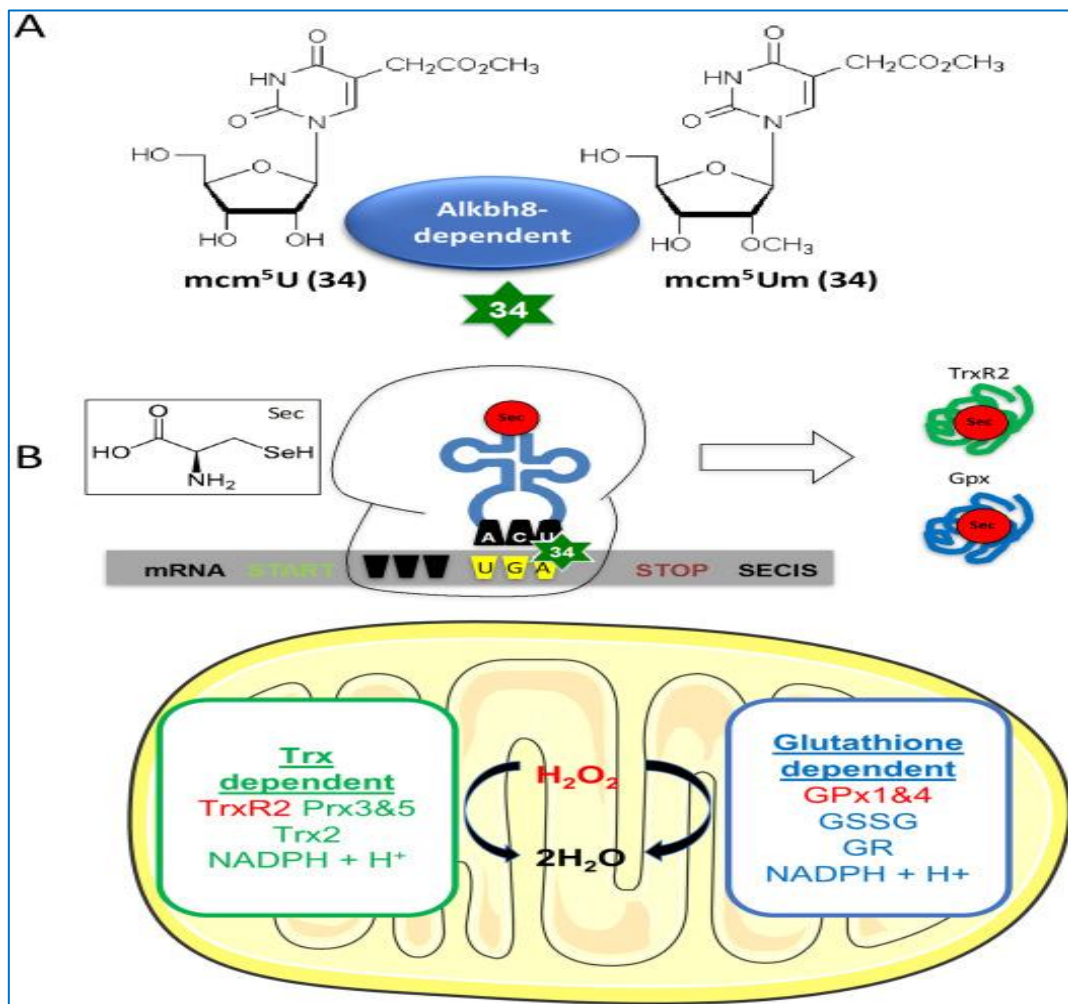 A
O
CH₂CO₂CH₃
HN
O
N
HO
O
HO
OH
mcm⁵U (34)
O
CH₂CO₂CH₃
HN
O
N
HO
O
HO
OCH₃
mcm⁵Um (34)
Alkbh8-
dependent
34
B
Sec
O
HO
SeH
NH₂
Sec
A C U
34
U G A
mRNA START STOP SECIS
TrxR2
Sec
Gpx
Sec
Trx
dependent
TrxR2 Prx3&5
Trx2
NADPH + H⁺
H₂O₂
2H₂O
Glutathione
dependent
GPx1&4
GSSG
GR
NADPH + H+